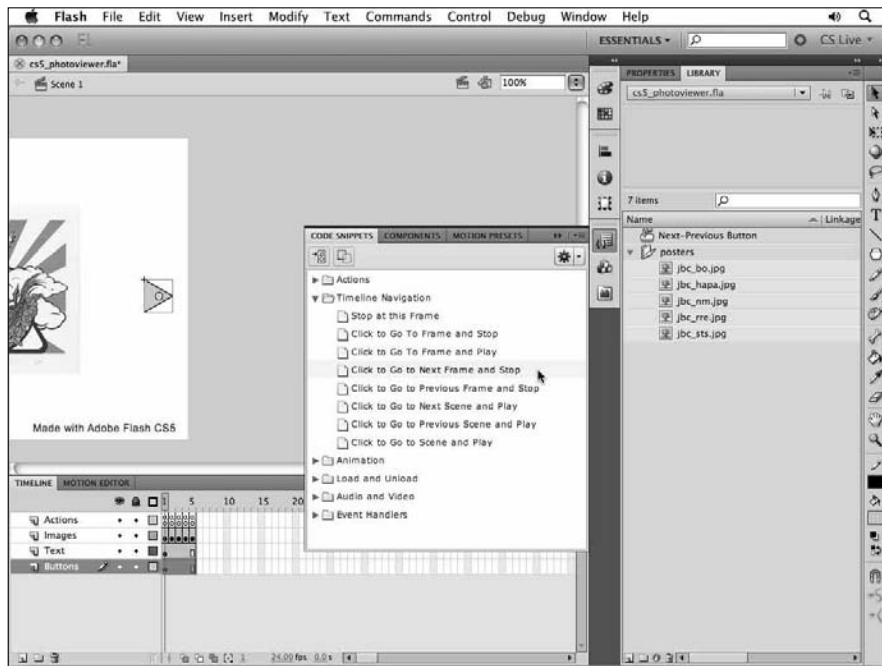 Flash File Edit View Insert Modify Text Commands Control Debug Window Help
ESSENTIALS CS Live
cs5_photoviewer.fla*
Scene 1
100%
PROPERTIES LIBRARY
cs5_photoviewer.fla
7 items
Name Linkage
Next-Previous Button
posters
jbc_bo.jpg
jbc_hapa.jpg
jbc_nm.jpg
jbc_rre.jpg
jbc_sts.jpg
CODE SNIPPETS COMPONENTS MOTION PRESETS
Actions
Timeline Navigation
Stop at this Frame
Click to Go To Frame and Stop
Click to Go To Frame and Play
Click to Go to Next Frame and Stop
Click to Go to Previous Frame and Stop
Click to Go to Next Scene and Play
Click to Go to Previous Scene and Play
Click to Go to Scene and Play
Animation
Load and Unload
Audio and Video
Event Handlers
Made with Adobe Flash CS5
TIMELINE MOTION EDITOR
1 5 10 15 20
Actions
Images
Text
Buttons
1 24.00 fps 0.0 s